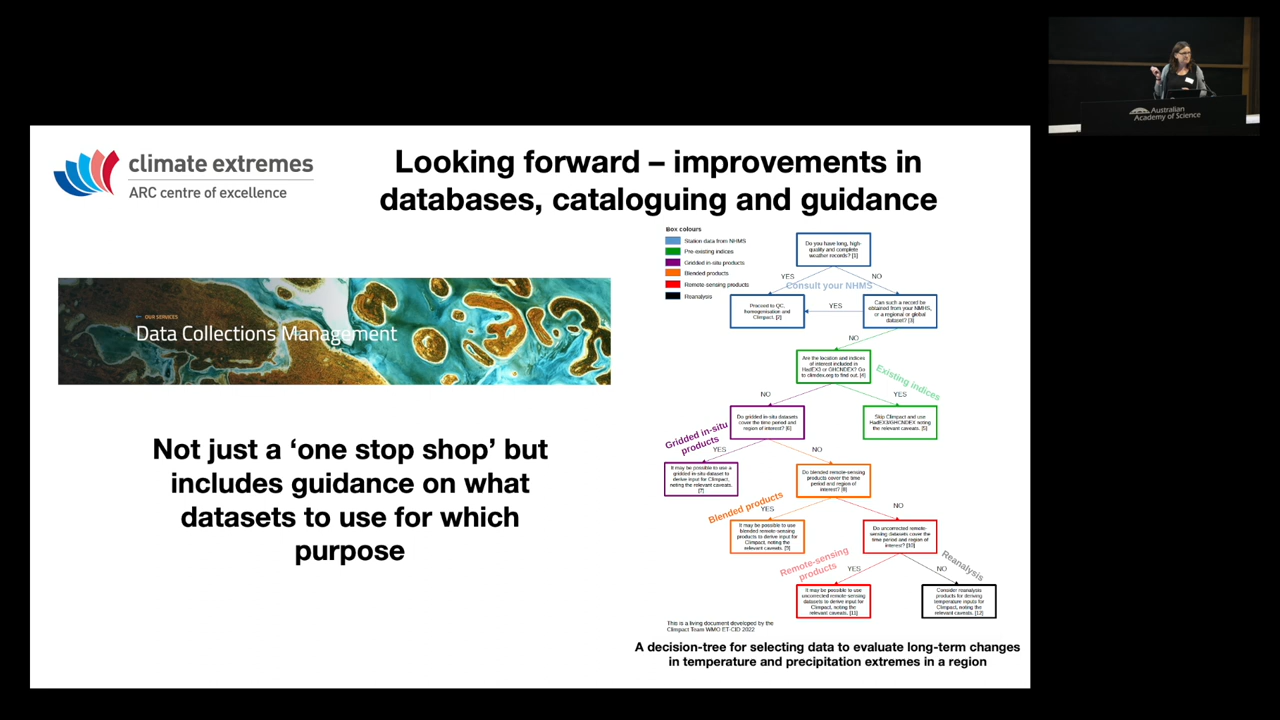 Australian
Academy of Science
climate extremes
ARC centre of excellence
Looking forward – improvements in
databases, cataloguing and guidance
OUR SERVICES
Data Collections Management
Not just a ‘one stop shop’ but
includes guidance on what
datasets to use for which
purpose
Box colours
Station data from NHMS
Pre-existing indices
Gridded in-situ products
Blended products
Remote-sensing products
Reanalysis
Do you have long, high-
quality and complete
weather records? [1]
YES
NO
Consult your NHMS
Proceed to QC,
homogenisation and
Climpact. [2]
YES
Can such a record be
obtained from your NMHS,
or a regional or global
dataset? [3]
NO
Are the location and indices
of interest included in
HadEX3 or GHCNDEX? Go
to climdex.org to find out. [4]
Existing indices
NO
YES
Do gridded in-situ datasets
cover the time period and
region of interest? [6]
Skip Climpact and use
HadEX3/GHCNDEX noting
the relevant caveats. [5]
Gridded in-situ
products
YES
NO
It may be possible to use a
gridded in-situ dataset to
derive input for Climpact,
noting the relevant caveats.
[7]
Do blended remote-sensing
products cover the time
period and region of
interest? [8]
Blended products
YES
NO
It may be possible to use
blended remote-sensing
products to derive input for
Climpact, noting the
relevant caveats. [9]
Do uncorrected remote-
sensing datasets cover the
time period and region of
interest? [10]
Remote-sensing
products
YES
NO
Reanalysis
It may be possible to use
uncorrected remote-sensing
datasets to derive input for
Climpact, noting the
relevant caveats. [11]
Consider reanalysis
products for deriving
temperature inputs for
Climpact, noting the
relevant caveats. [12]
This is a living document developed by the
Climpact Team WMO ET-CID 2022
A decision-tree for selecting data to evaluate long-term changes
in temperature and precipitation extremes in a region